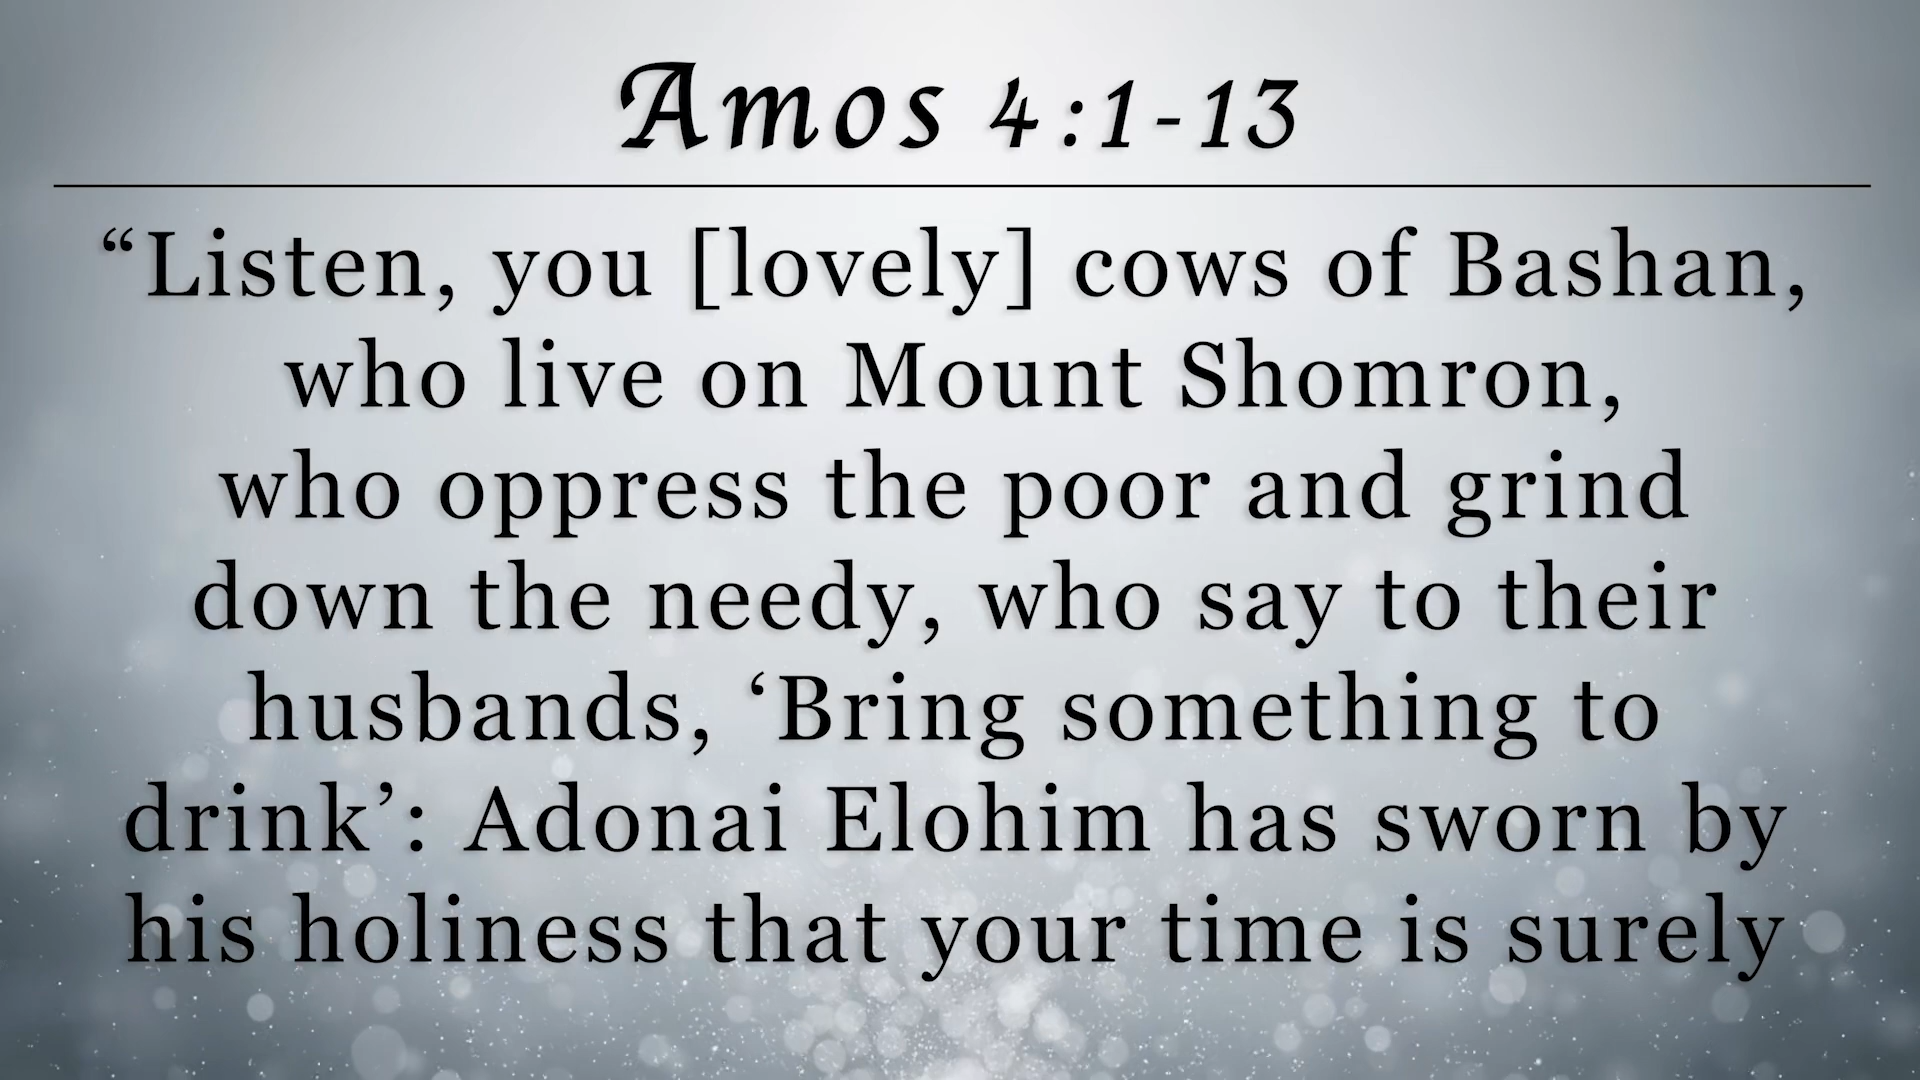 Amos 4:1-13
“Listen, you [lovely] cows of Bashan,
who live on Mount Shomron,
who oppress the poor and grind
down the needy, who say to their
husbands, ‘Bring something to
drink’: Adonai Elohim has sworn by
his holiness that your time is surely